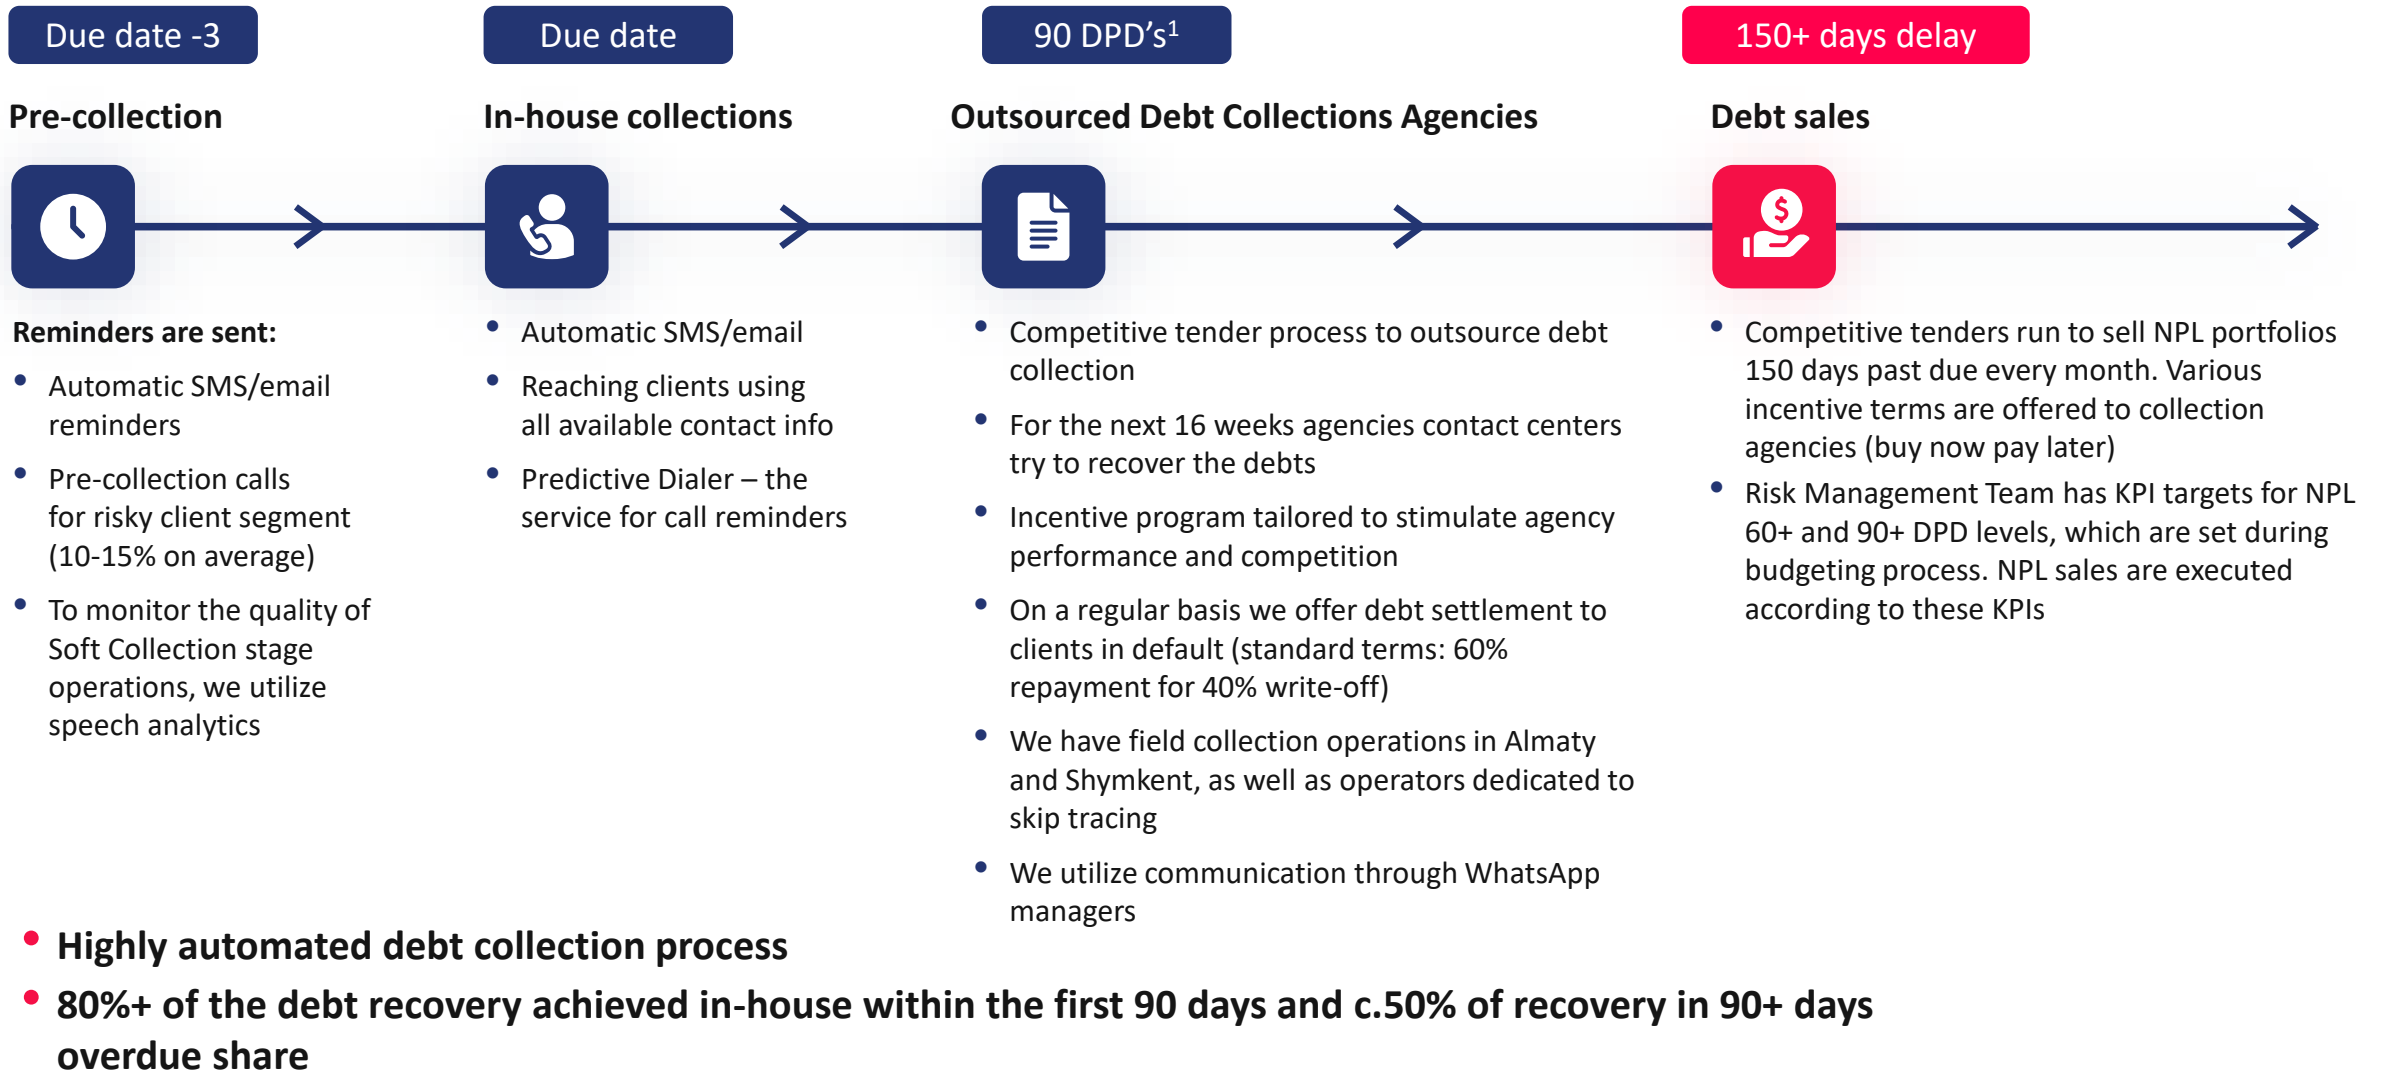 Due date -3
Due date
90 DPD's¹
150+ days delay
Pre-collection
In-house collections
Outsourced Debt Collections Agencies
Debt sales
$
Reminders are sent:
• Automatic SMS/email
reminders
• Pre-collection calls
for risky client segment
(10-15% on average)
• To monitor the quality of
Soft Collection stage
operations, we utilize
speech analytics
• Automatic SMS/email
• Reaching clients using
all available contact info
• Predictive Dialer – the
service for call reminders
• Competitive tender process to outsource debt
collection
• For the next 16 weeks agencies contact centers
try to recover the debts
• Incentive program tailored to stimulate agency
performance and competition
• On a regular basis we offer debt settlement to
clients in default (standard terms: 60%
repayment for 40% write-off)
• We have field collection operations in Almaty
and Shymkent, as well as operators dedicated to
skip tracing
• We utilize communication through WhatsApp
managers
• Competitive tenders run to sell NPL portfolios
150 days past due every month. Various
incentive terms are offered to collection
agencies (buy now pay later)
• Risk Management Team has KPI targets for NPL
60+ and 90+ DPD levels, which are set during
budgeting process. NPL sales are executed
according to these KPIs
• Highly automated debt collection process
• 80%+ of the debt recovery achieved in-house within the first 90 days and c.50% of recovery in 90+ days
overdue share